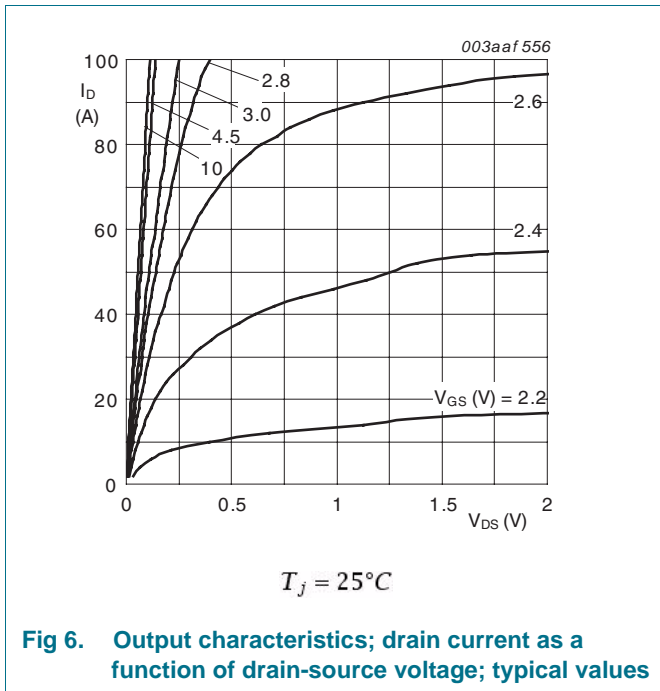 003aaf 556
100
I_D
(A)
80
60
40
20
0
0
0.5
1
1.5
2
V_DS (V)
2.8
3.0
4.5
10
2.6
2.4
V_GS (V) = 2.2
T_j = 25°C
Fig 6. Output characteristics; drain current as a
function of drain-source voltage; typical values